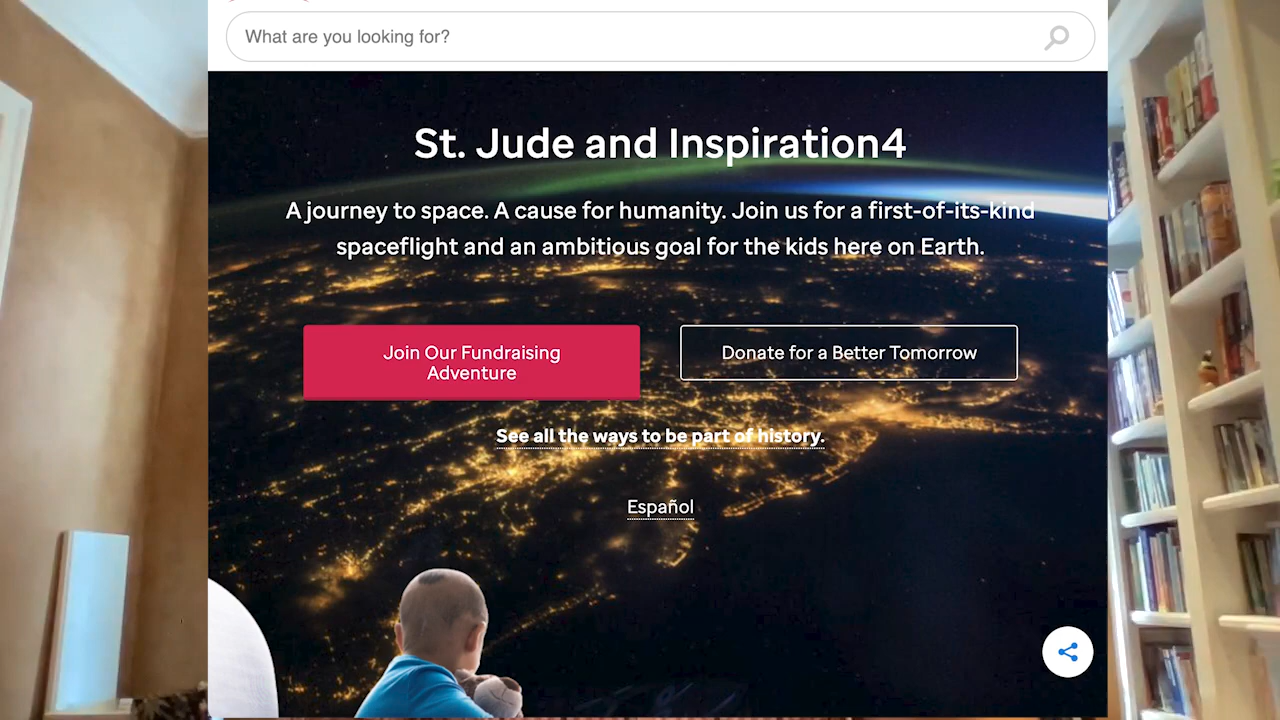 What are you looking for?
St. Jude and Inspiration4
A journey to space. A cause for humanity. Join us for a first-of-its-kind
spaceflight and an ambitious goal for the kids here on Earth.
Join Our Fundraising
Adventure
Donate for a Better Tomorrow
See all the ways to be part of history.
Español